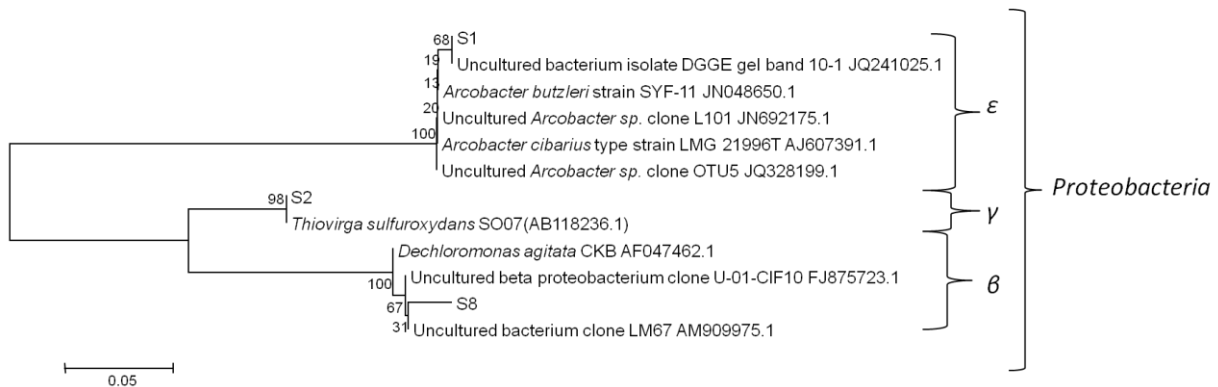 68 S1
19 Uncultured bacterium isolate DGGE gel band 10-1 JQ241025.1
13 Arcobacter butzleri strain SYF-11 JN048650.1
20 Uncultured Arcobacter sp. clone L101 JN692175.1
100 Arcobacter cibarius type strain LMG 21996T AJ607391.1
Uncultured Arcobacter sp. clone OTU5 JQ328199.1
ε
98 S2
Thiovirga sulfuroxydans SO07(AB118236.1)
γ
Proteobacteria
Dechloromonas agitata CKB AF047462.1
100 Uncultured beta proteobacterium clone U-01-CIF10 FJ875723.1
67 S8
31 Uncultured bacterium clone LM67 AM909975.1
β
0.05